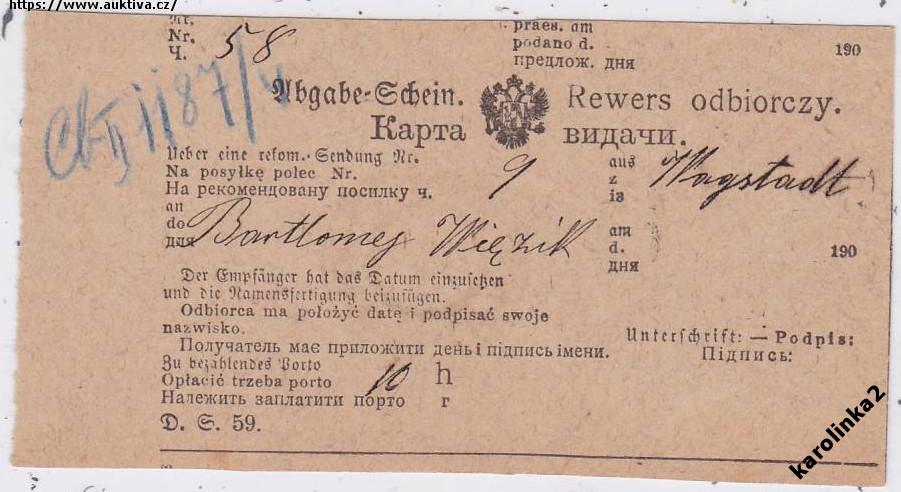 https://www.auktiva.cz/
Nr. 58
Ч.
praes. am
podano d. 190
предлож. дня
Abgabe-Schein. Rewers odbiorczy.
Карта видачи.
Ueber eine rekom. Sendung Nr. aus
Na posyłkę polec Nr. 9 z Wagstadt
На рекомендовану посилку ч. із
an am
do Bartłomej Więzik d. 190
для дня
Der Empfänger hat das Datum einzusetzen
und die Namensfertigung beizufügen.
Odbiorca ma położyć datę i podpisać swoje
nazwisko.
Unterschrift: — Podpis:
Получатель має приложити день і підпись імени.
Підпись:
Zu bezahlendes Porto
Opłacić trzeba porto 10 h
Належить заплатити порто г
D. S. 59.
karolinka2